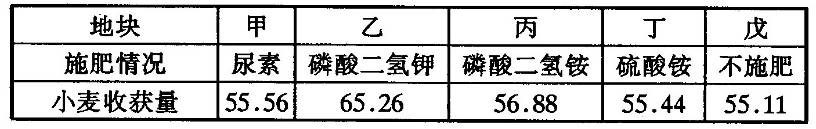 地块 甲 乙 丙 丁 戊
施肥情况 尿素 磷酸二氢钾 磷酸二氢铵 硫酸铵 不施肥
小麦收获量 55.56 65.26 56.88 55.44 55.11